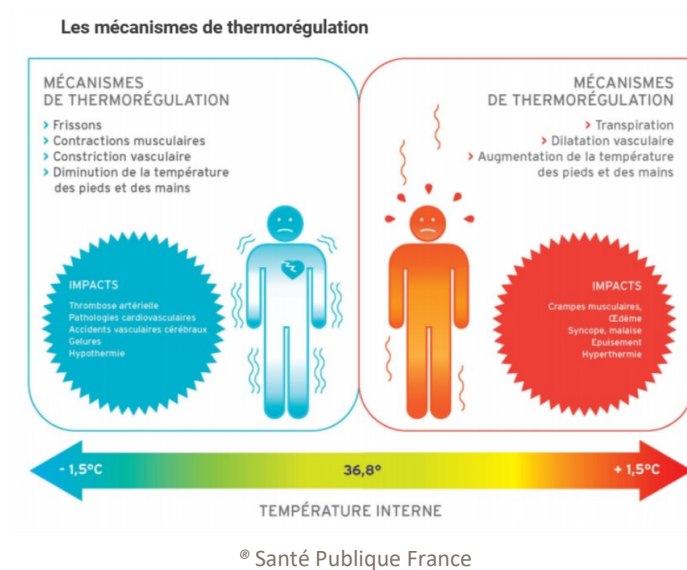 Les mécanismes de thermorégulation
MÉCANISMES
DE THERMORÉGULATION
> Frissons
> Contractions musculaires
> Constriction vasculaire
> Diminution de la température
des pieds et des mains
IMPACTS
Thrombose artérielle
Pathologies cardiovasculaires
Accidents vasculaires cérébraux
Gelures
Hypothermie
MÉCANISMES
DE THERMORÉGULATION
> Transpiration
> Dilatation vasculaire
> Augmentation de la température
des pieds et des mains
IMPACTS
Crampes musculaires,
Œdème
Syncope, malaise
Epuisement
Hyperthermie
- 1,5°C
36,8°
+ 1,5°C
TEMPÉRATURE INTERNE
® Santé Publique France